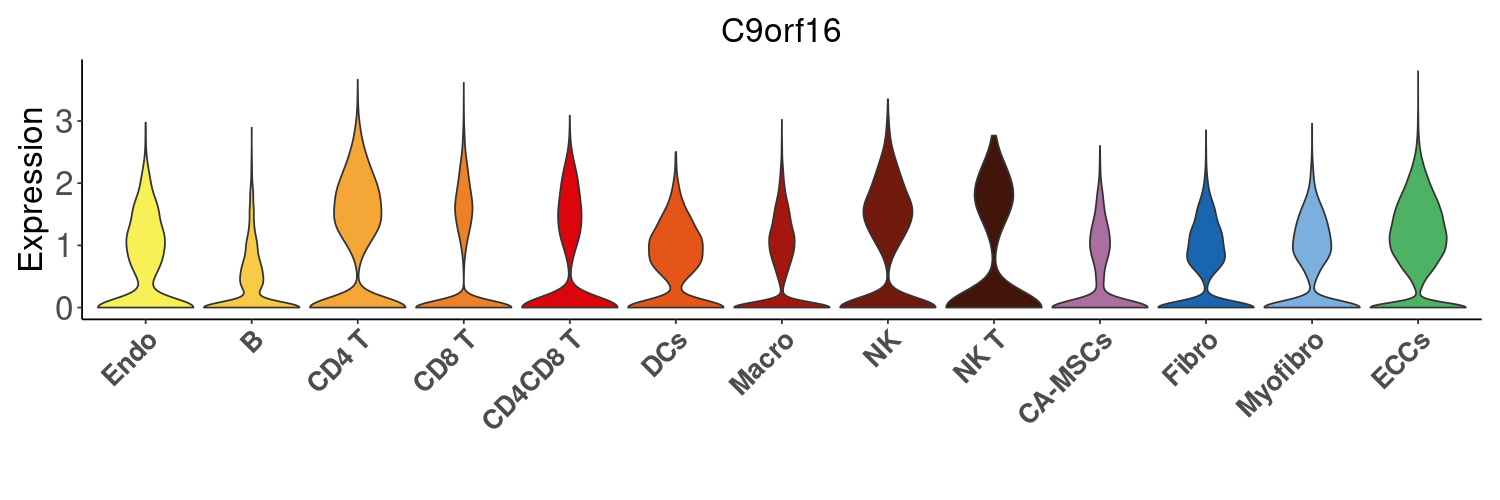 C9orf16
Expression
3
2
1
0
Endo
B
CD4 T
CD8 T
CD4CD8 T
DCs
Macro
NK
NK T
CA-MSCs
Fibro
Myofibro
ECCs